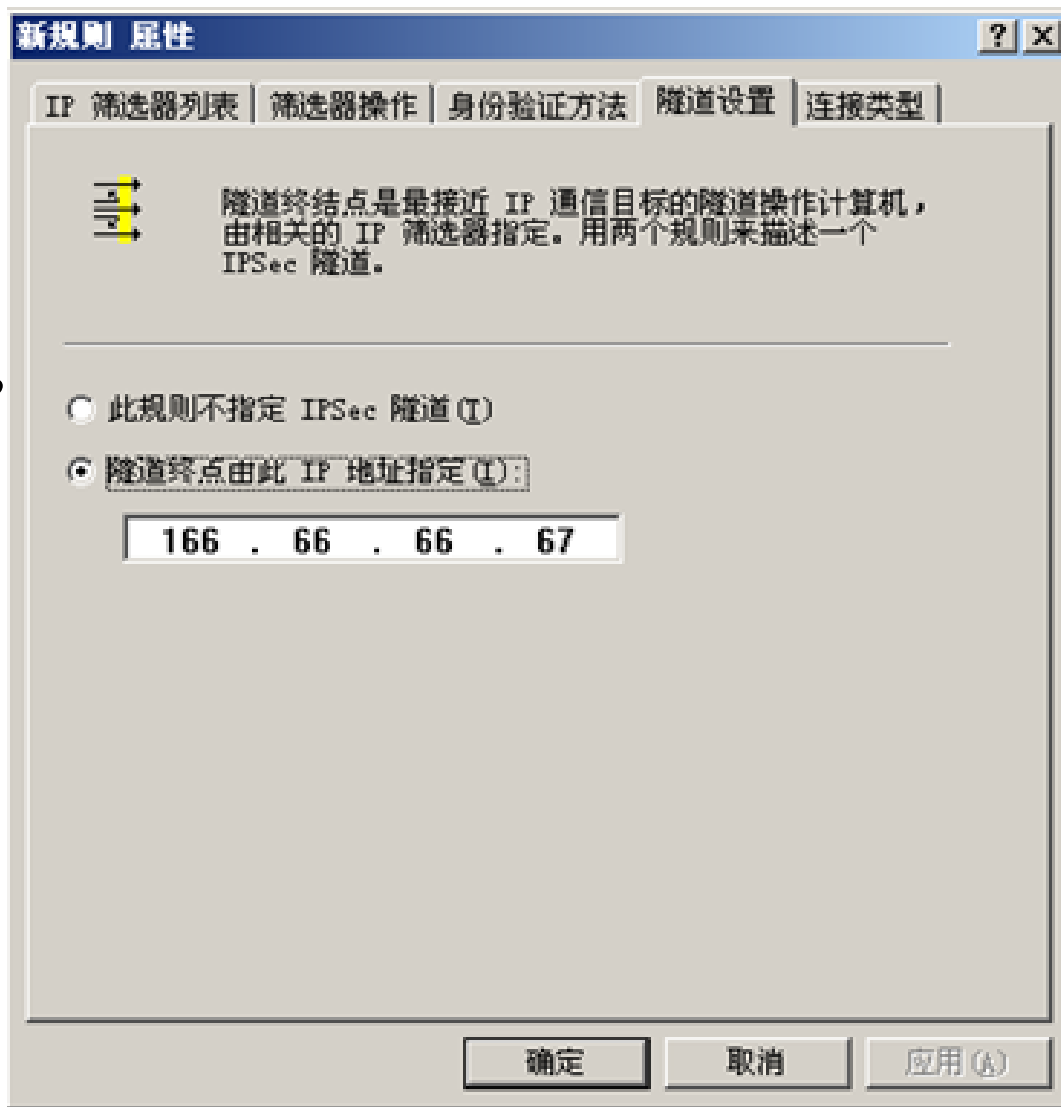 新规则 属性
IP 筛选器列表 筛选器操作 身份验证方法 隧道设置 连接类型
隧道终结点是最接近 IP 通信目标的隧道操作计算机，
由相关的 IP 筛选器指定。用两个规则来描述一个
IPSec 隧道。
此规则不指定 IPSec 隧道(T)
隧道终点由此 IP 地址指定(I):
166 . 66 . 66 . 67
确定 取消 应用(A)